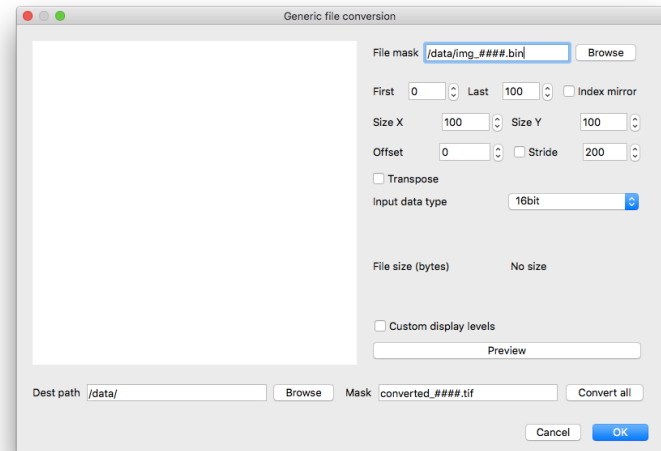 Generic file conversion
File mask /data/img_####.bin Browse
First 0 Last 100 Index mirror
Size X 100 Size Y 100
Offset 0 Stride 200
Transpose
Input data type 16bit
File size (bytes) No size
Custom display levels
Preview
Dest path /data/ Browse Mask converted_####.tif Convert all
Cancel OK